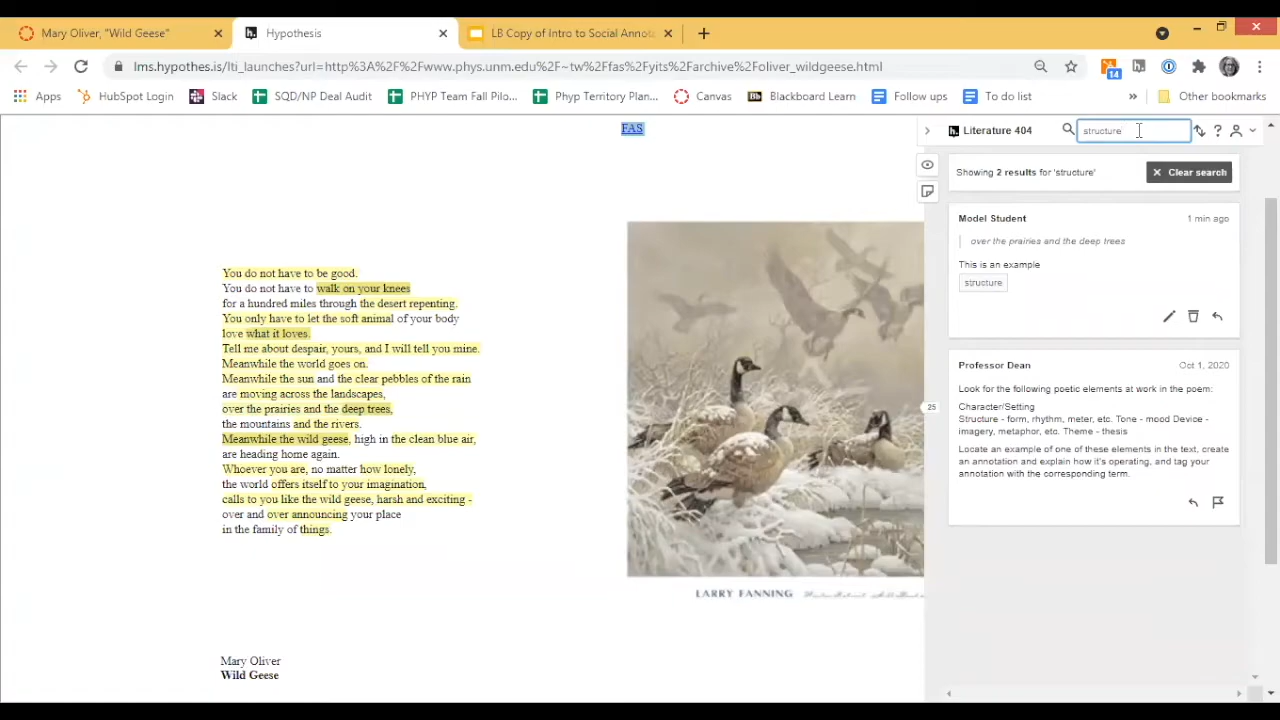 Mary Oliver, "Wild Geese"
Hypothesis
LB Copy of Intro to Social Annota
lms.hypothes.is/lti_launches?url=http%3A%2F%2Fwww.phys.unm.edu%2F~tw%2Ffas%2Fyits%2Farchive%2Foliver_wildgeese.html
14
Apps
HubSpot Login
Slack
SQD/NP Deal Audit
PHYP Team Fall Pilo...
Phyp Territory Plan...
Canvas
Bb
Blackboard Learn
Follow ups
To do list
»
Other bookmarks
FAS
You do not have to be good.
You do not have to walk on your knees
for a hundred miles through the desert repenting.
You only have to let the soft animal of your body
love what it loves.
Tell me about despair, yours, and I will tell you mine.
Meanwhile the world goes on.
Meanwhile the sun and the clear pebbles of the rain
are moving across the landscapes,
over the prairies and the deep trees,
the mountains and the rivers.
Meanwhile the wild geese, high in the clean blue air,
are heading home again.
Whoever you are, no matter how lonely,
the world offers itself to your imagination,
calls to you like the wild geese, harsh and exciting -
over and over announcing your place
in the family of things.
LARRY FANNING
Mary Oliver
Wild Geese
h.
Literature 404
structure
?
Showing 2 results for 'structure'
× Clear search
Model Student
1 min ago
over the prairies and the deep trees
This is an example
structure
Professor Dean
Oct 1, 2020
Look for the following poetic elements at work in the poem:
Character/Setting
Structure - form, rhythm, meter, etc. Tone - mood Device -
imagery, metaphor, etc. Theme - thesis
Locate an example of one of these elements in the text, create
an annotation and explain how it's operating, and tag your
annotation with the corresponding term.
25